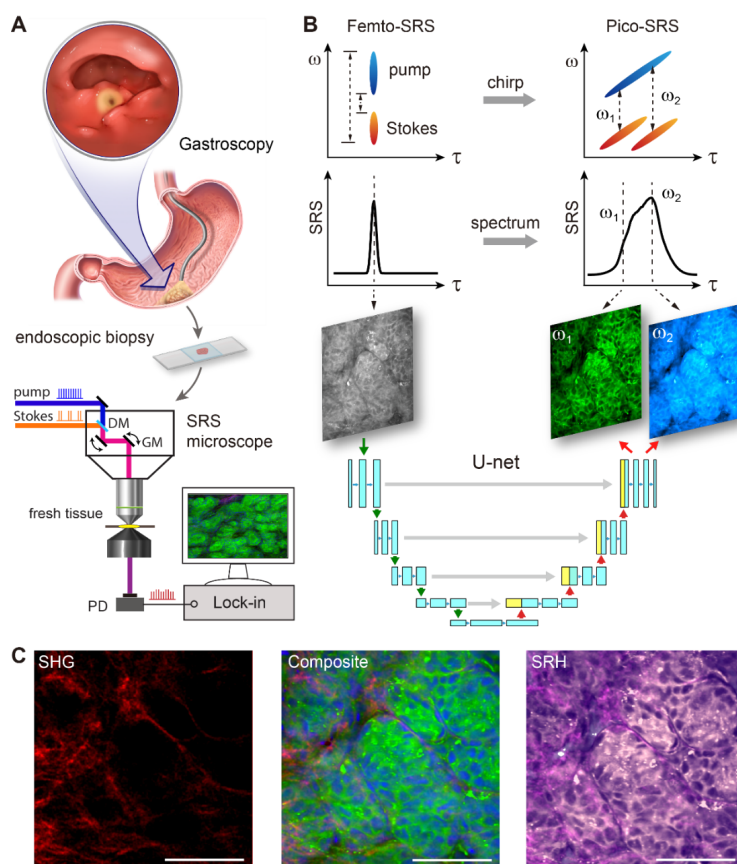 A
Gastroscopy
endoscopic biopsy
pump
Stokes
DM
GM
SRS
microscope
fresh tissue
PD
Lock-in
B
Femto-SRS
Pico-SRS
ω
pump
Stokes
τ
chirp
ω
ω1
ω2
τ
SRS
τ
spectrum
SRS
ω1
ω2
τ
ω1
ω2
U-net
C
SHG
Composite
SRH